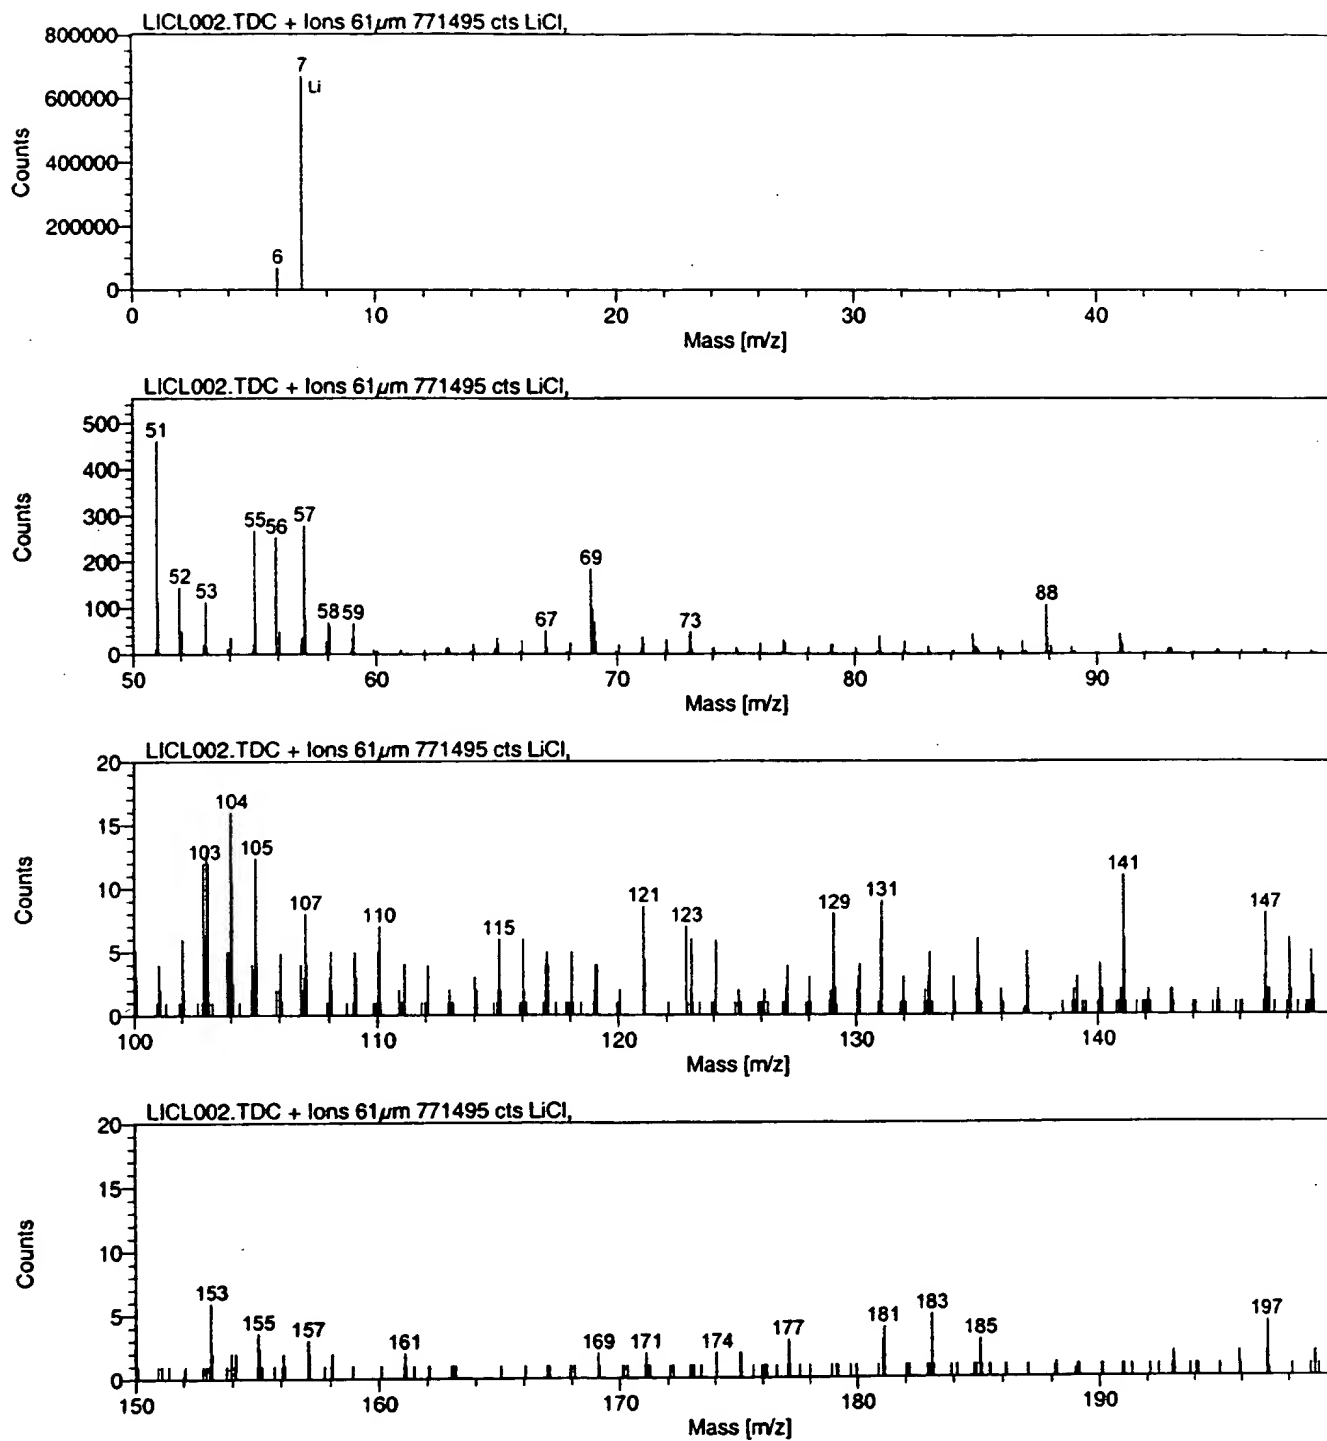 LICL002.TDC + Ions 61µm 771495 cts LiCl,
800000
600000
400000
200000
0
Counts
7
Li
6
0 10 20 30 40
Mass [m/z]
LICL002.TDC + Ions 61µm 771495 cts LiCl,
500
400
300
200
100
0
Counts
51 52 53 55 56 57 58 59 67 69 73 88
50 60 70 80 90
Mass [m/z]
LICL002.TDC + Ions 61µm 771495 cts LiCl,
20
15
10
5
0
Counts
103 104 105 107 110 115 121 123 129 131 141 147
100 110 120 130 140
Mass [m/z]
LICL002.TDC + Ions 61µm 771495 cts LiCl,
20
15
10
5
0
Counts
153 155 157 161 169 171 174 177 181 183 185 197
150 160 170 180 190
Mass [m/z]